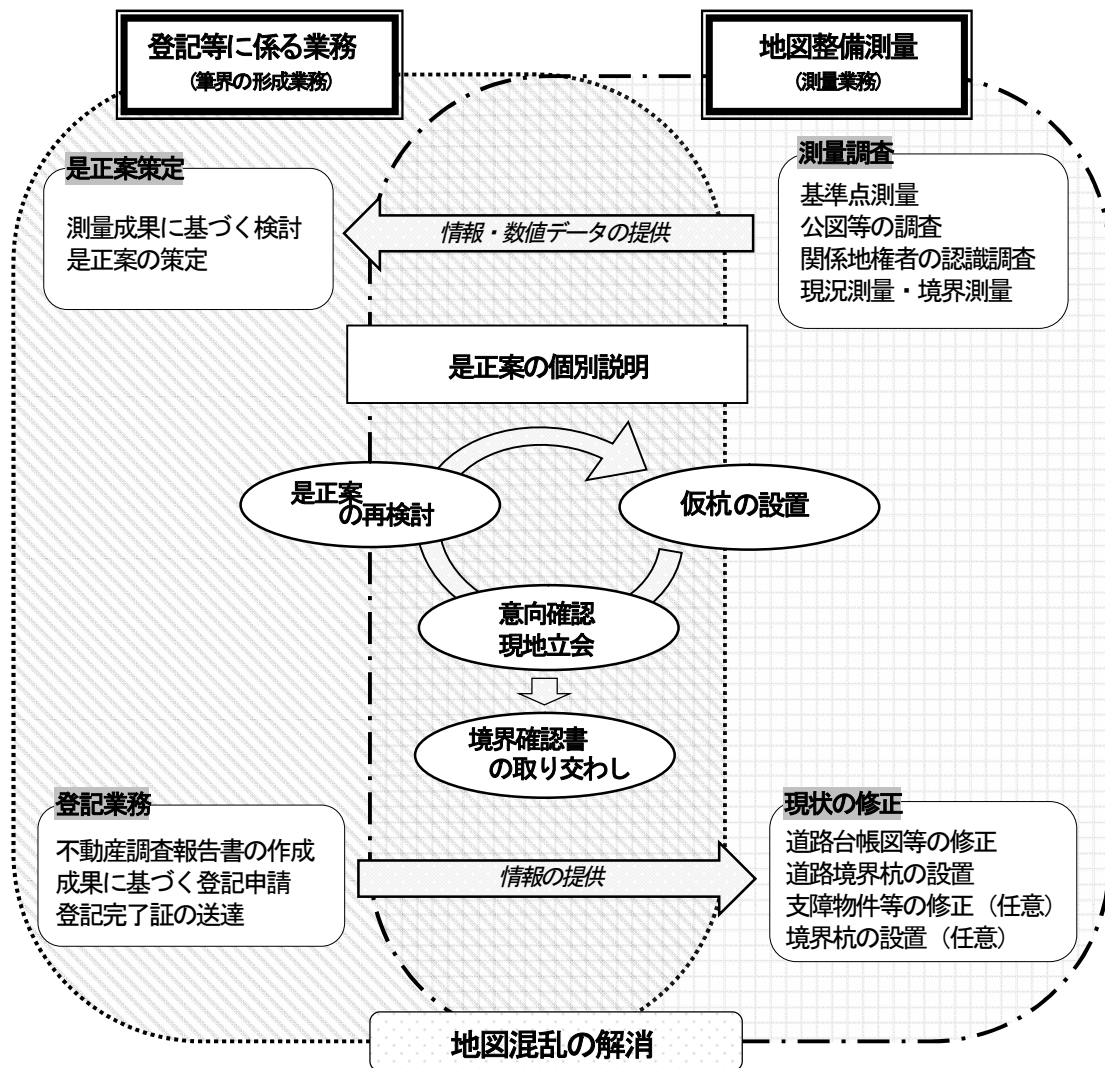 登記等に係る業務
（筆界の形成業務）
地図整備測量
（測量業務）
是正案策定
測量成果に基づく検討
是正案の策定
情報・数値データの提供
測量調査
基準点測量
公図等の調査
関係地権者の認識調査
現況測量・境界測量
是正案の個別説明
是正案
の再検討
仮杭の設置
意向確認
現地立会
境界確認書
の取り交わし
登記業務
不動産調査報告書の作成
成果に基づく登記申請
登記完了証の送達
情報の提供
現状の修正
道路台帳図等の修正
道路境界杭の設置
支障物件等の修正（任意）
境界杭の設置（任意）
地図混乱の解消